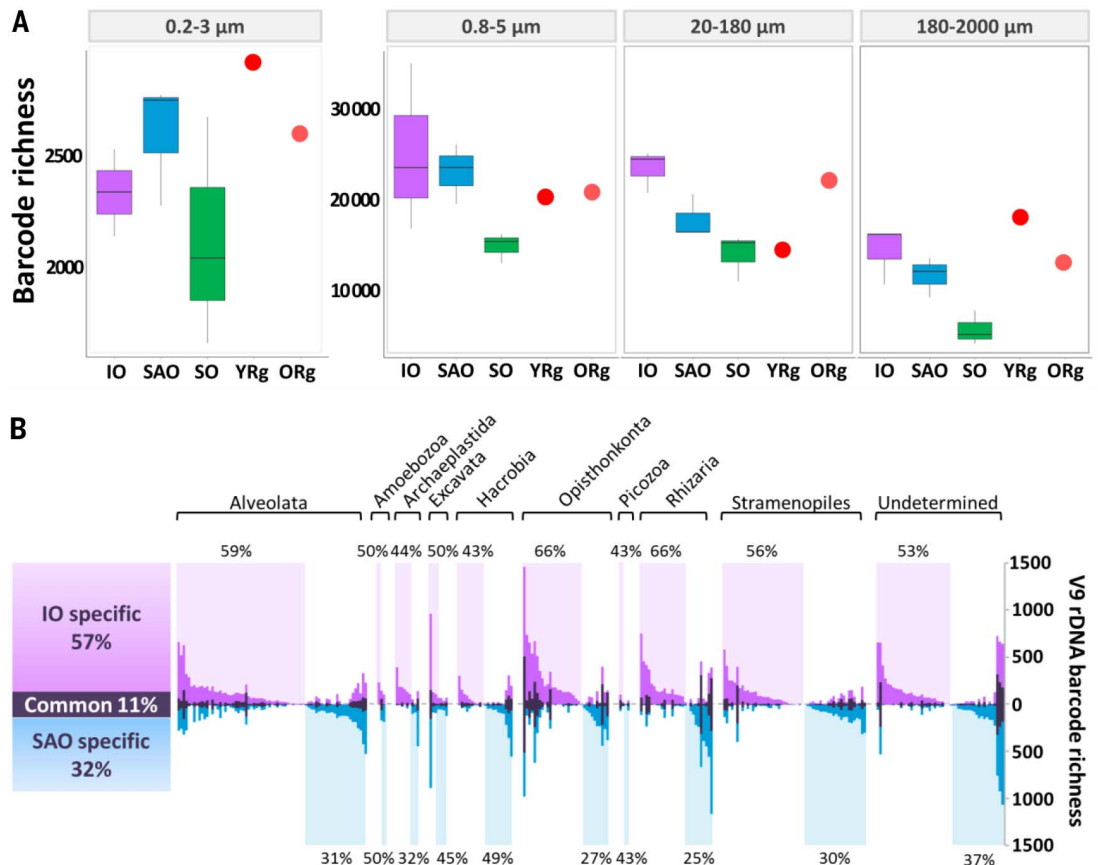 A
0.2-3 µm
0.8-5 µm
20-180 µm
180-2000 µm
Barcode richness
2500
2000
30000
20000
10000
IO SAO SO YRg ORg
IO SAO SO YRg ORg
IO SAO SO YRg ORg
IO SAO SO YRg ORg
B
Alveolata
Amoebozoa
Archaeplastida
Excavata
Hacrobia
Opisthonkonta
Picozoa
Rhizaria
Stramenopiles
Undetermined
59% 50% 44% 50% 43% 66% 43% 66% 56% 53%
IO specific
57%
Common 11%
SAO specific
32%
1500
1000
500
0
500
1000
1500
V9 rDNA barcode richness
31% 50% 32% 45% 49% 27% 43% 25% 30% 37%